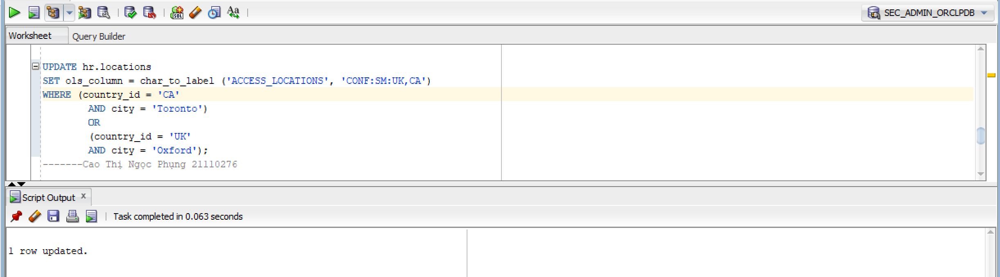 SEC_ADMIN_ORCLPDB
Worksheet Query Builder
UPDATE hr.locations
SET ols_column = char_to_label ('ACCESS_LOCATIONS', 'CONF:SM:UK,CA')
WHERE (country_id = 'CA'
AND city = 'Toronto')
OR
(country_id = 'UK'
AND city = 'Oxford');
-------Cao Thị Ngọc Phụng 21110276
Script Output x
Task completed in 0.063 seconds
1 row updated.